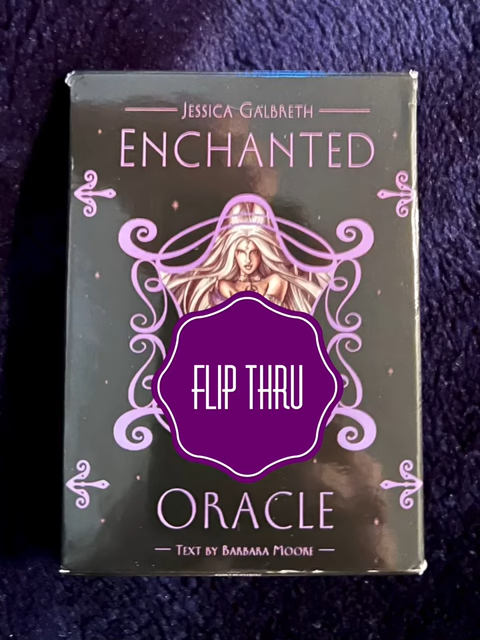 JESSICA GALBRETH
ENCHANTED
FLIP THRU
ORACLE
TEXT BY BARBARA MOORE